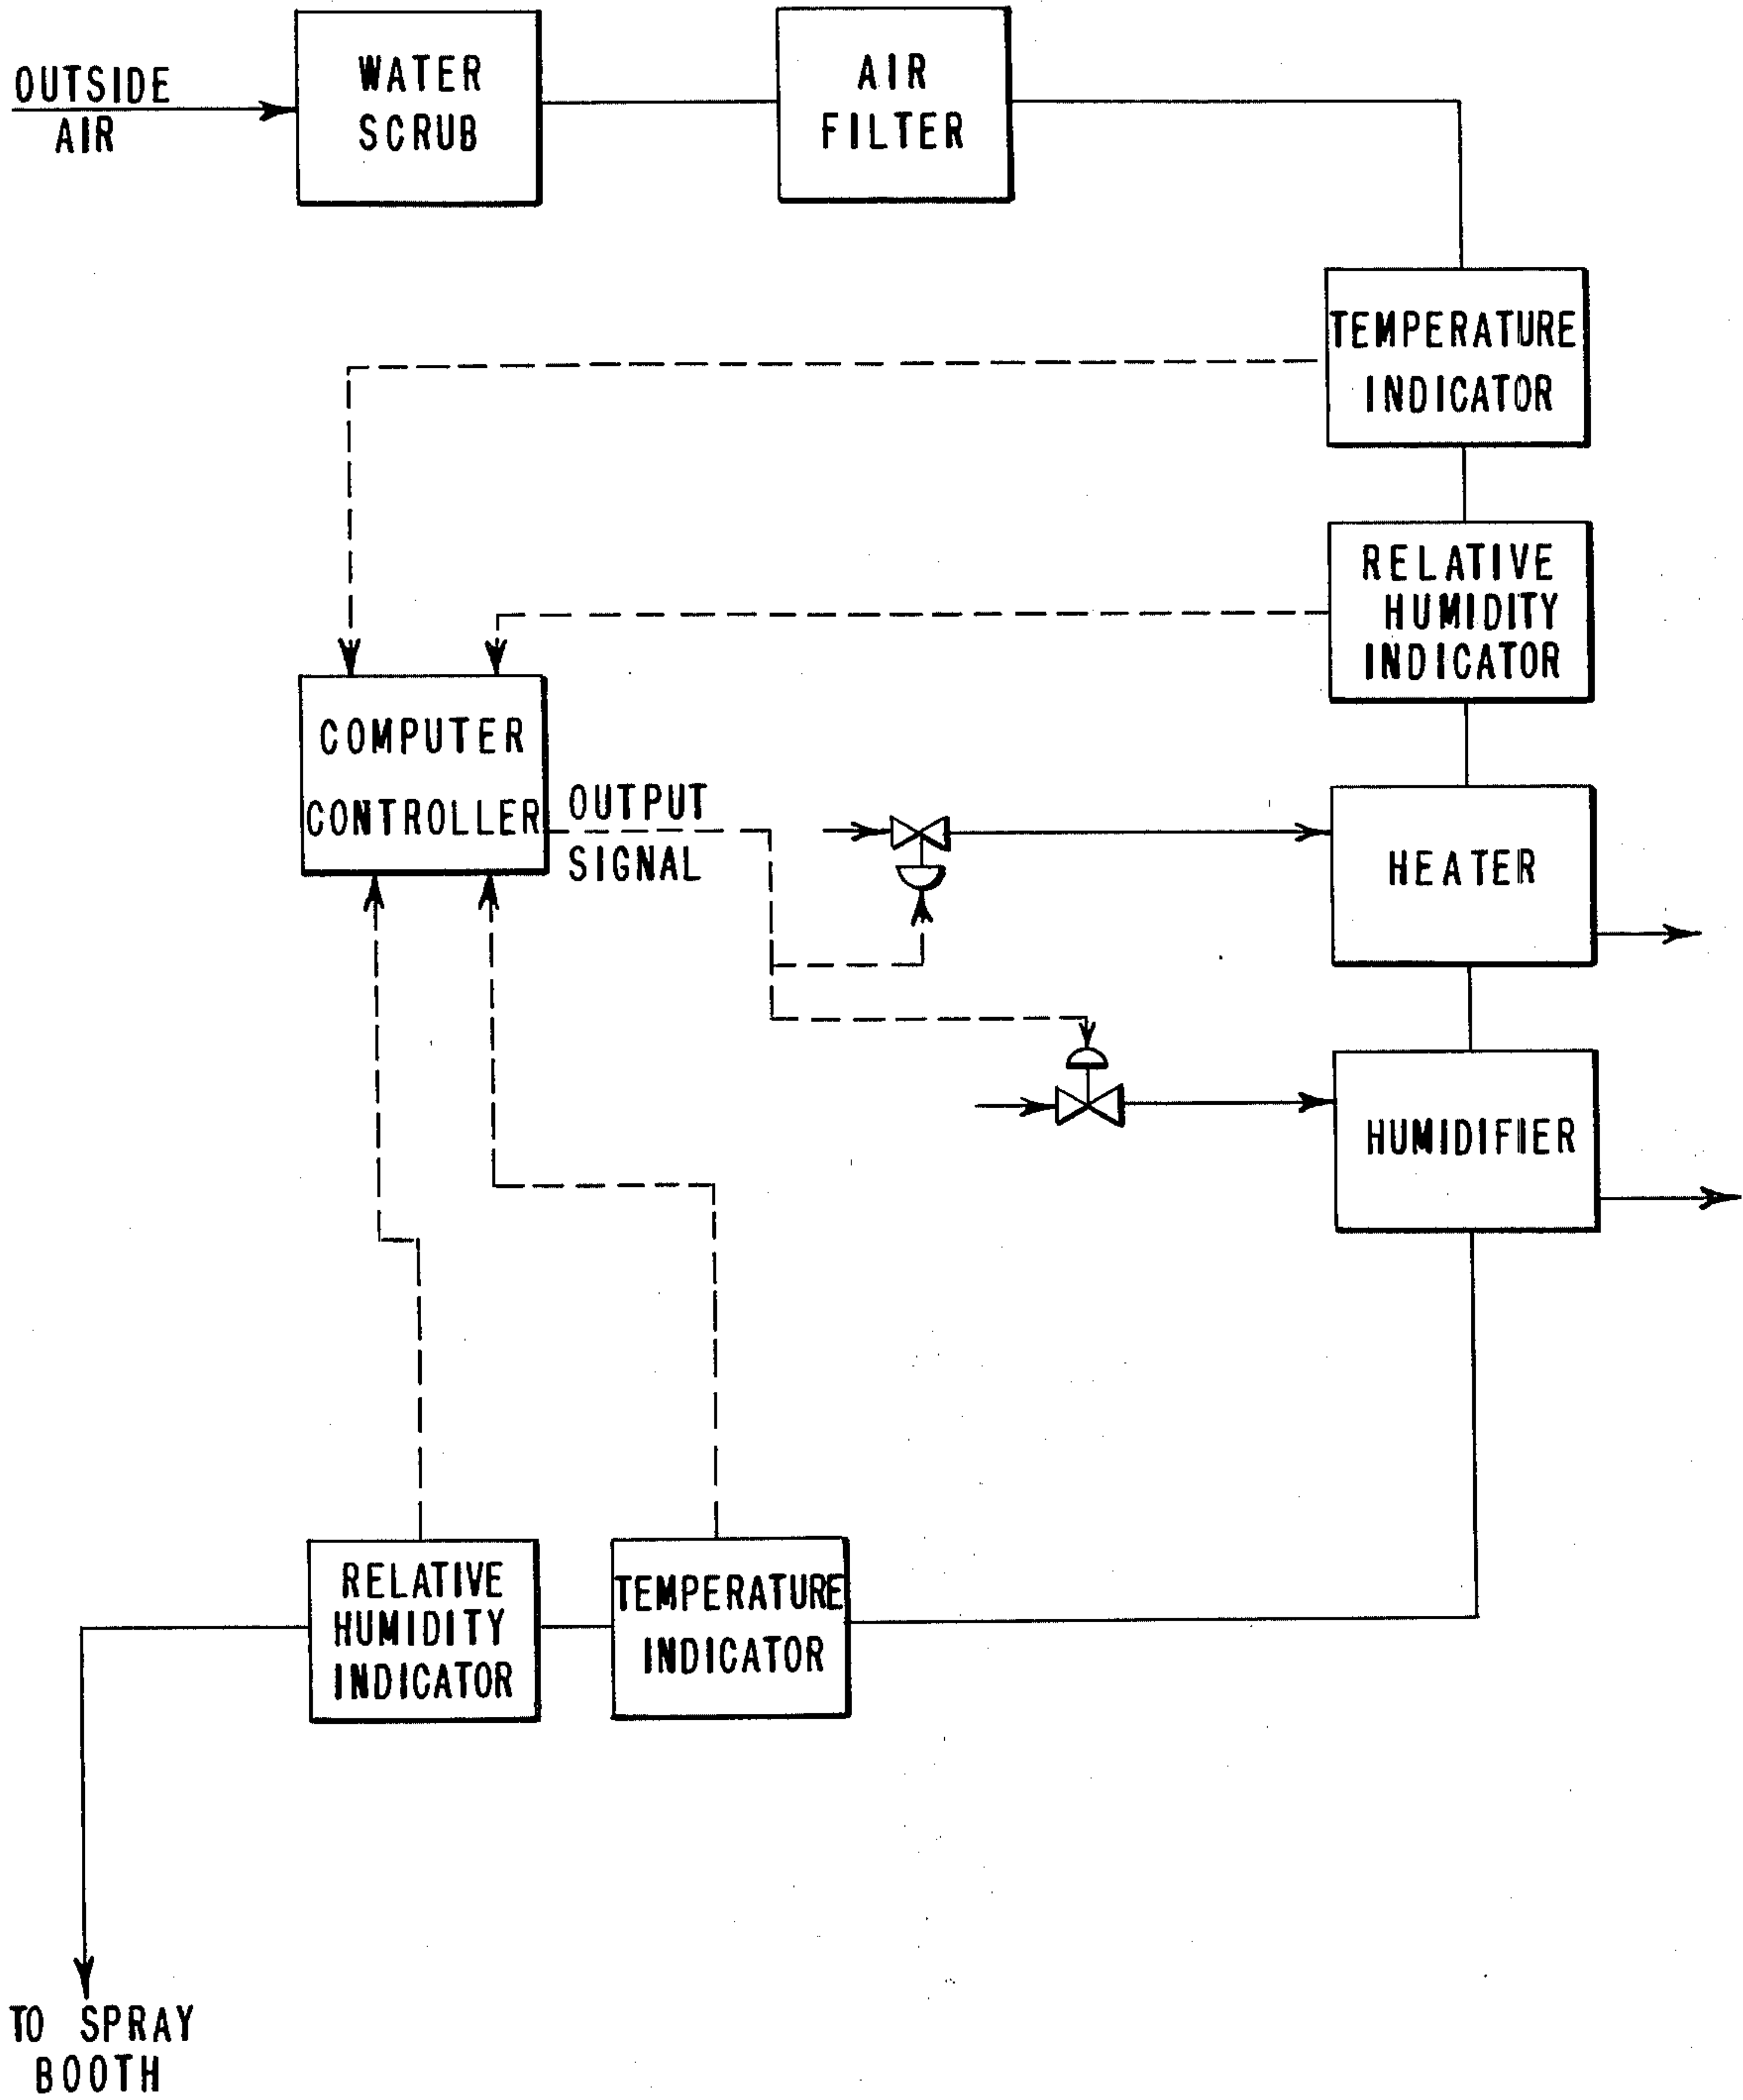 OUTSIDE
AIR
WATER
SCRUB
AIR
FILTER
TEMPERATURE
INDICATOR
RELATIVE
HUMIDITY
INDICATOR
COMPUTER
CONTROLLER
OUTPUT
SIGNAL
HEATER
HUMIDIFIER
RELATIVE
HUMIDITY
INDICATOR
TEMPERATURE
INDICATOR
TO SPRAY
BOOTH